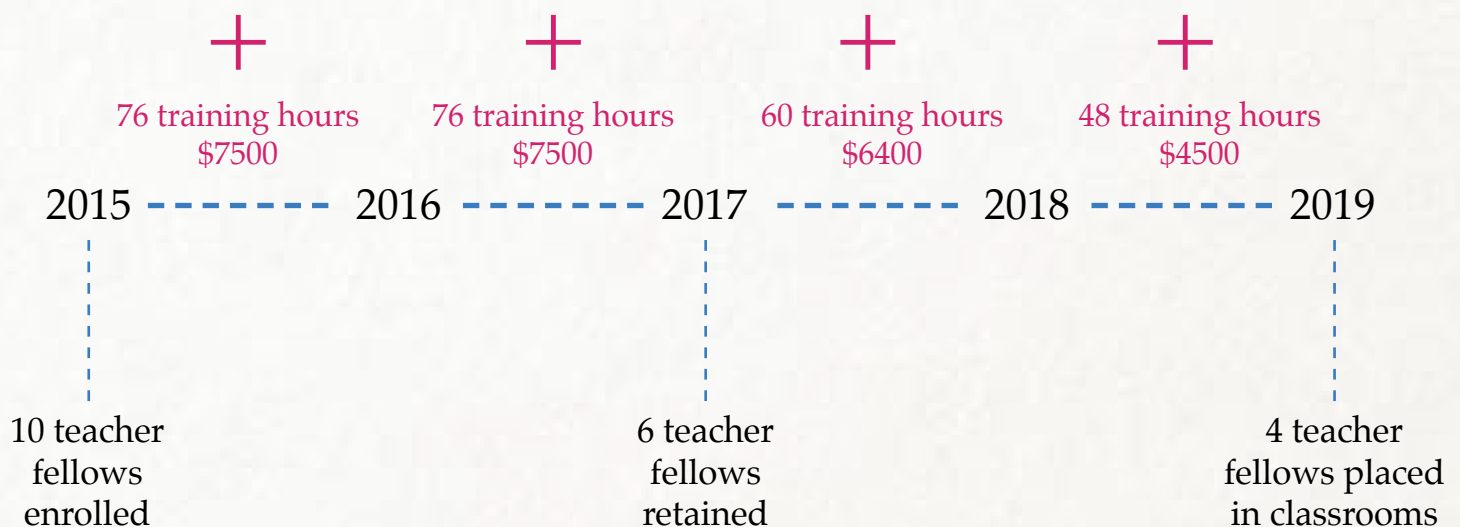 76 training hours
$7500
76 training hours
$7500
60 training hours
$6400
48 training hours
$4500
2015
2016
2017
2018
2019
10 teacher
fellows
enrolled
6 teacher
fellows
retained
4 teacher
fellows placed
in classrooms